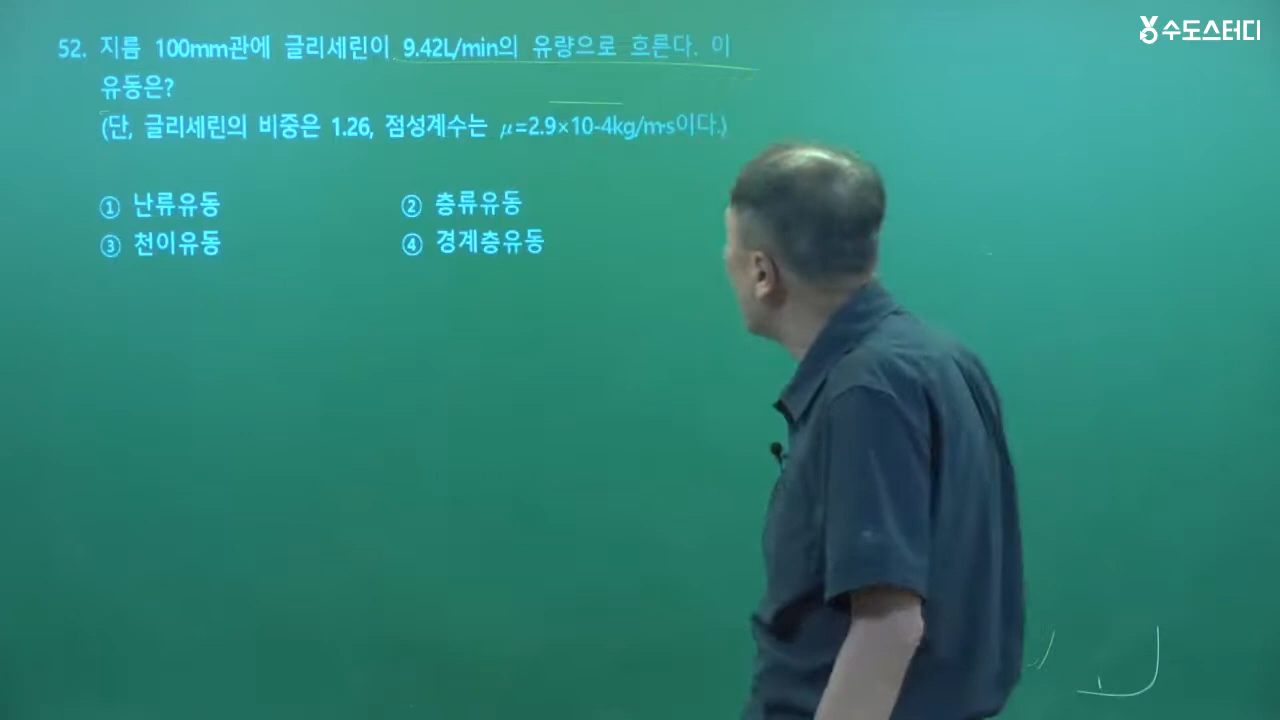 수도스터디
52. 지름 100mm관에 글리세린이 9.42L/min의 유량으로 흐른다. 이
유동은?
(단, 글리세린의 비중은 1.26, 점성계수는 μ=2.9×10-4kg/m·s이다.)
① 난류유동 ② 층류유동
③ 천이유동 ④ 경계층유동